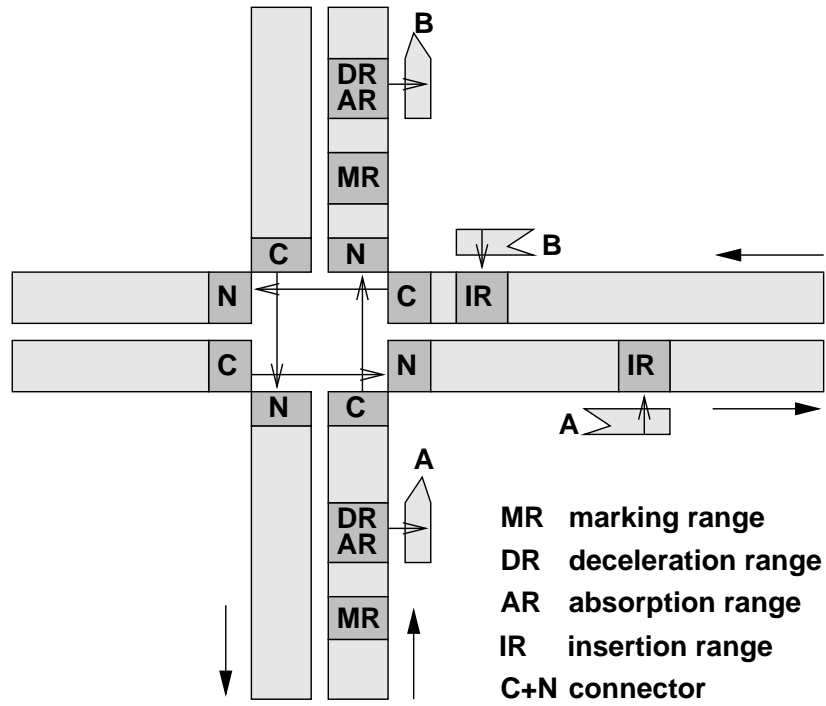 B
DR
AR
MR
C
N
B
N
C
IR
C
N
IR
N
C
A
A
DR
AR
MR
MR marking range
DR deceleration range
AR absorption range
IR insertion range
C+N connector